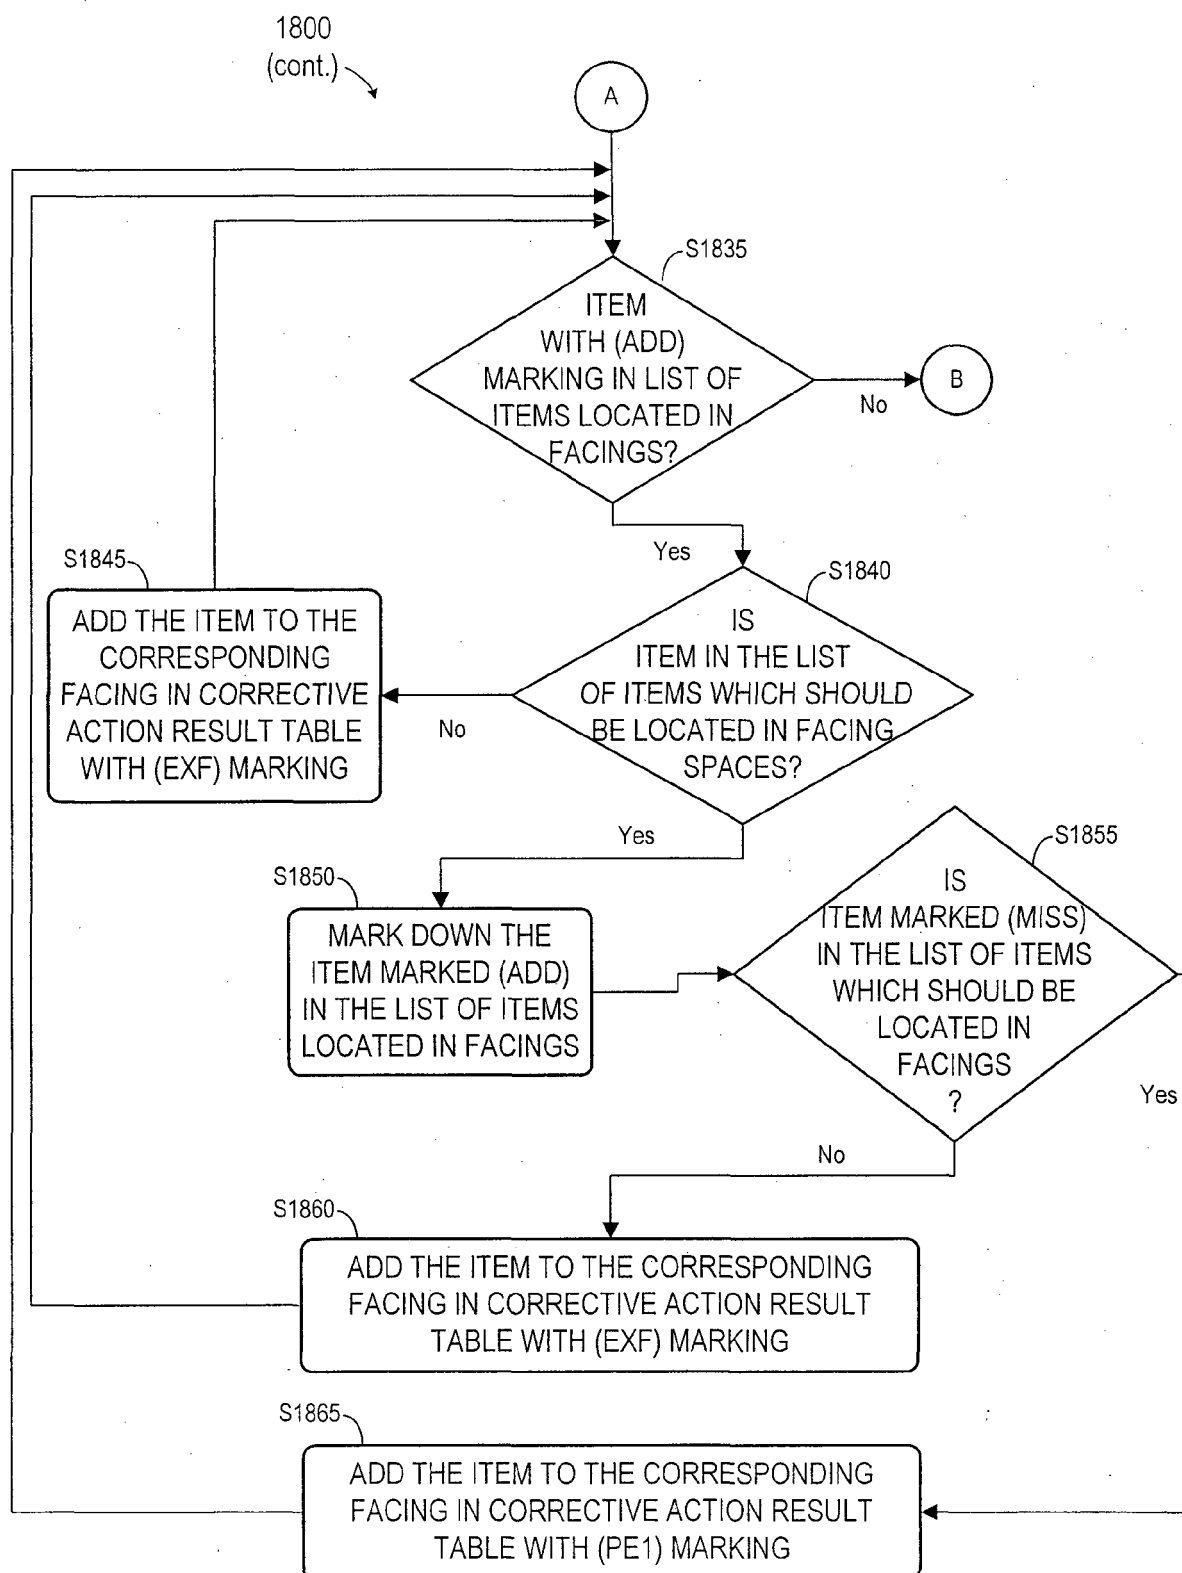 1800
(cont.)
A
S1835
ITEM
WITH (ADD)
MARKING IN LIST OF
ITEMS LOCATED IN
FACINGS?
No
B
Yes
S1840
IS
ITEM IN THE LIST
OF ITEMS WHICH SHOULD
BE LOCATED IN FACING
SPACES?
No
S1845
ADD THE ITEM TO THE
CORRESPONDING
FACING IN CORRECTIVE
ACTION RESULT TABLE
WITH (EXF) MARKING
Yes
S1850
MARK DOWN THE
ITEM MARKED (ADD)
IN THE LIST OF ITEMS
LOCATED IN FACINGS
S1855
IS
ITEM MARKED (MISS)
IN THE LIST OF ITEMS
WHICH SHOULD BE
LOCATED IN
FACINGS
?
Yes
No
S1860
ADD THE ITEM TO THE CORRESPONDING
FACING IN CORRECTIVE ACTION RESULT
TABLE WITH (EXF) MARKING
S1865
ADD THE ITEM TO THE CORRESPONDING
FACING IN CORRECTIVE ACTION RESULT
TABLE WITH (PE1) MARKING